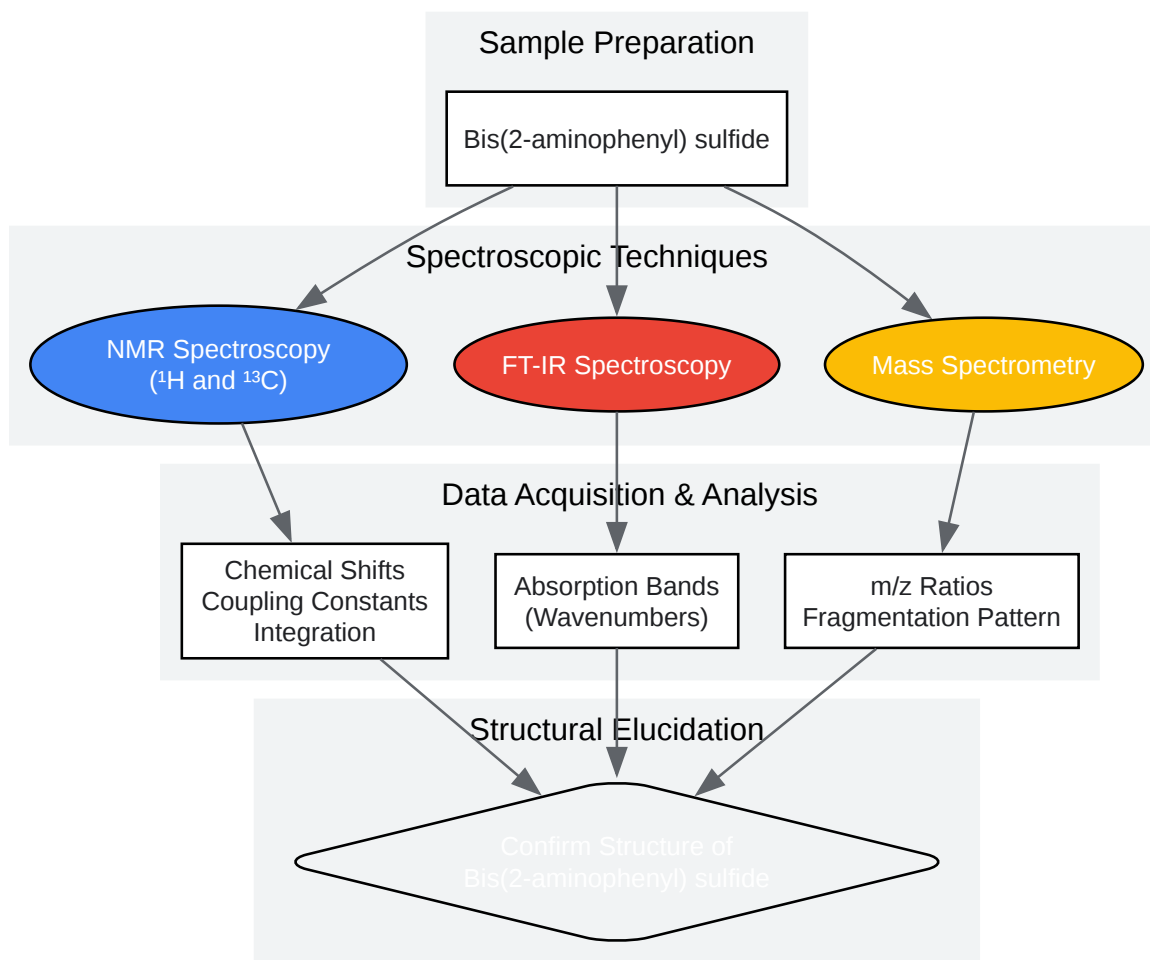 Sample Preparation
Bis(2-aminophenyl) sulfide
Spectroscopic Techniques
NMR Spectroscopy
(¹H and ¹³C)
FT-IR Spectroscopy
Mass Spectrometry
Data Acquisition & Analysis
Chemical Shifts
Coupling Constants
Integration
Absorption Bands
(Wavenumbers)
m/z Ratios
Fragmentation Pattern
Structural Elucidation
Confirm Structure of
Bis(2-aminophenyl) sulfide